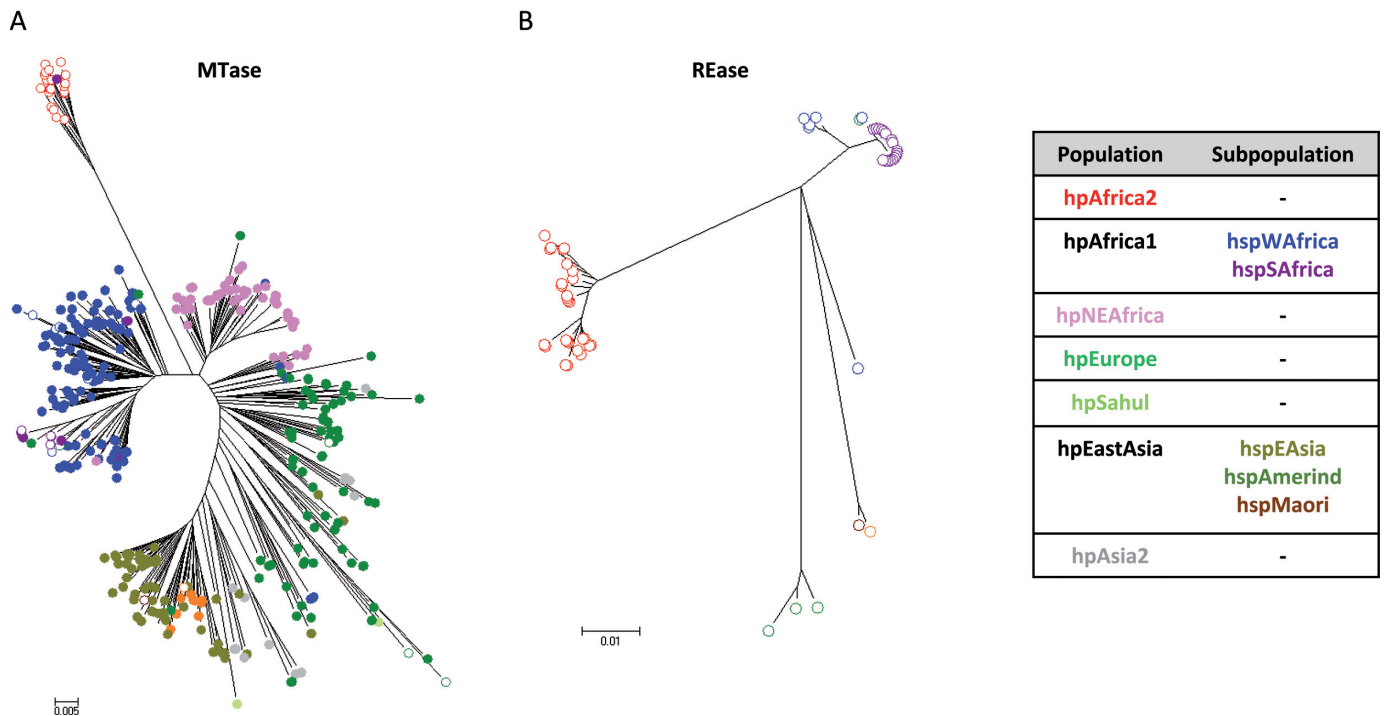 A
B
MTase
REase
0.005
0.01
Population Subpopulation
hpAfrica2 -
hpAfrica1 hspWAfrica
hspSAfrica
hpNEAfrica -
hpEurope -
hpSahul -
hpEastAsia hspEAsia
hspAmerind
hspMaori
hpAsia2 -